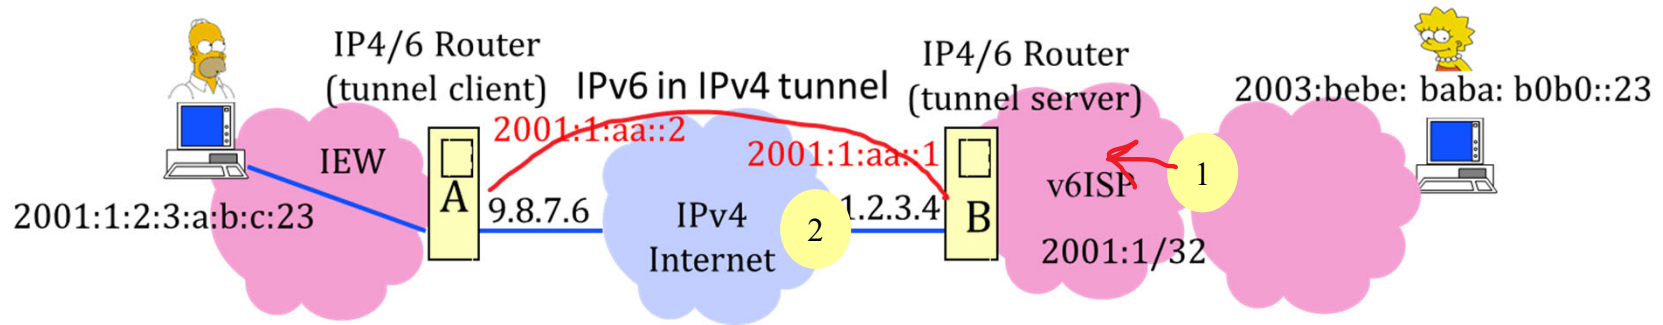 IP4/6 Router
(tunnel client)
IPv6 in IPv4 tunnel
IP4/6 Router
(tunnel server)
2003:bebe: baba: b0b0::23
2001:1:aa::2
2001:1:aa::1
IEW
A
9.8.7.6
IPv4
Internet
2
1.2.3.4
B
v6ISP
1
2001:1:2:3:a:b:c:23
2001:1/32